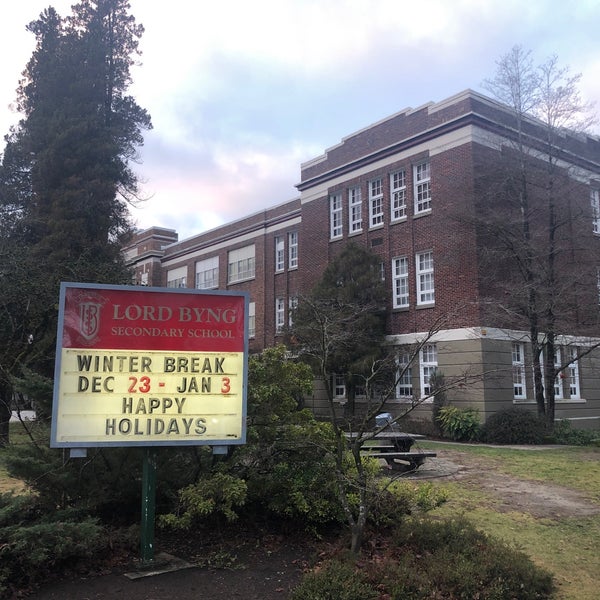 LORD BYNG
SECONDARY SCHOOL
WINTER BREAK
DEC 23 - JAN 3
HAPPY
HOLIDAYS